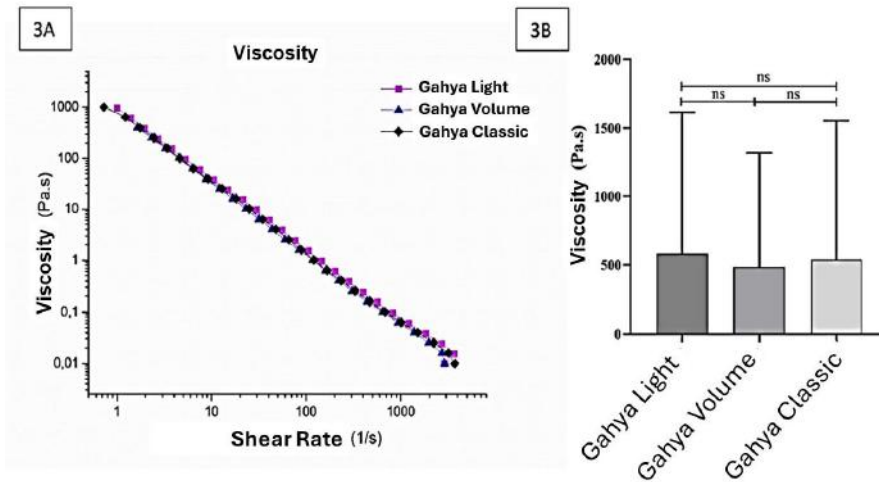 3A
Viscosity
Gahya Light
Gahya Volume
Gahya Classic
Viscosity (Pa.s)
1000
100
10
1
0,1
0,01
1
10
100
1000
Shear Rate (1/s)
3B
Viscosity (Pa.s)
2000
1500
1000
500
0
ns
ns
ns
Gahya Light
Gahya Volume
Gahya Classic